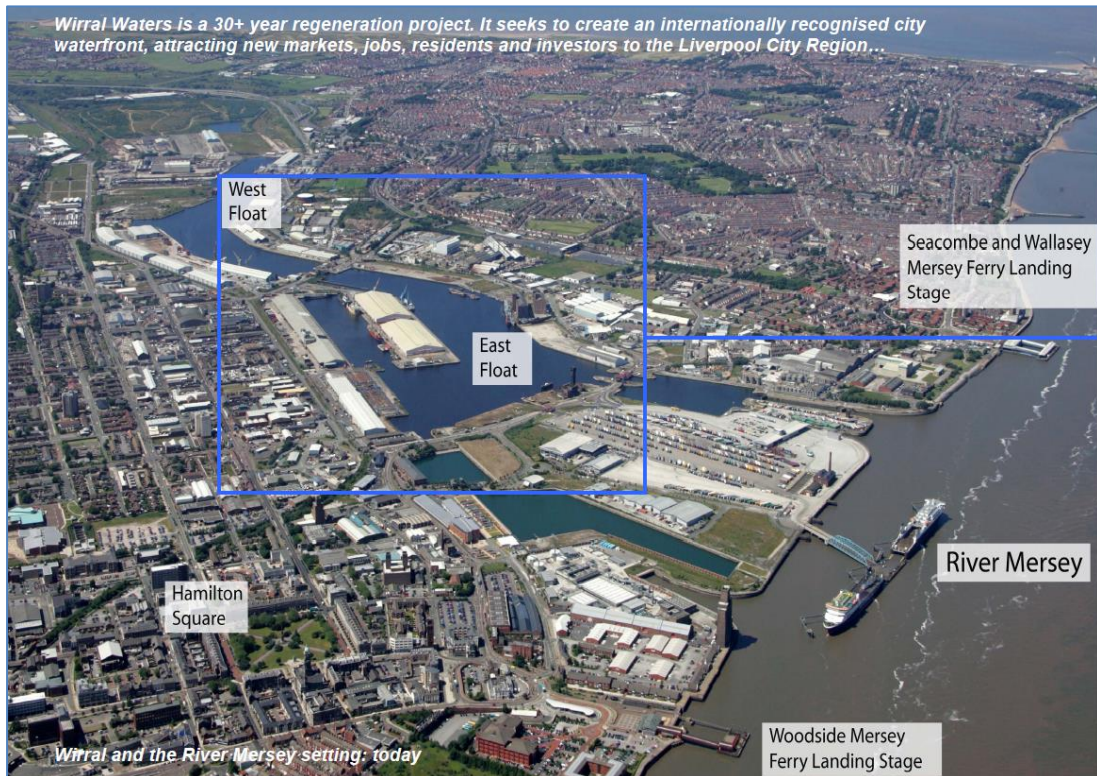 Wirral Waters is a 30+ year regeneration project. It seeks to create an internationally recognised city
waterfront, attracting new markets, jobs, residents and investors to the Liverpool City Region…
West
Float
Seacombe and Wallasey
Mersey Ferry Landing
Stage
East
Float
River Mersey
Hamilton
Square
Woodside Mersey
Ferry Landing Stage
Wirral and the River Mersey setting: today